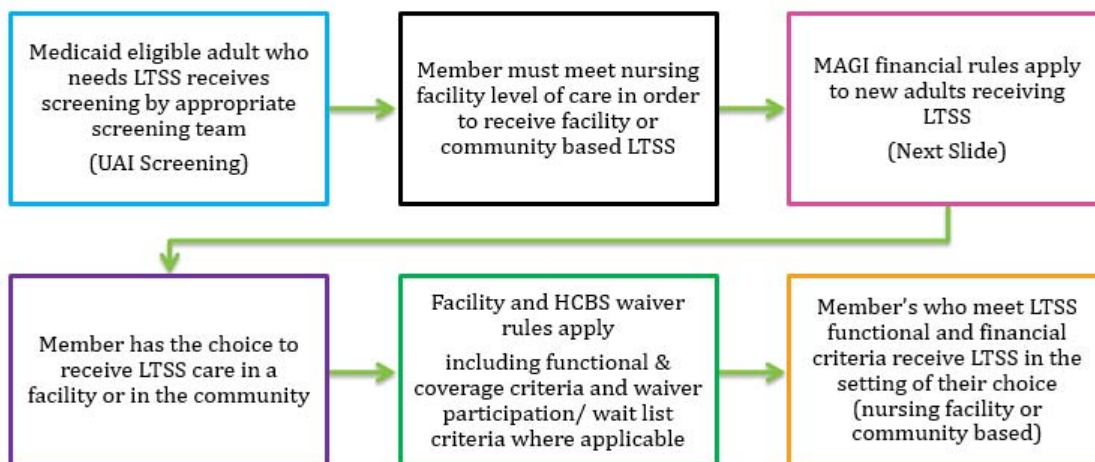 Medicaid eligible adult who
needs LTSS receives
screening by appropriate
screening team
(UAI Screening)
Member must meet nursing
facility level of care in order
to receive facility or
community based LTSS
MAGI financial rules apply
to new adults receiving
LTSS
(Next Slide)
Member has the choice to
receive LTSS care in a
facility or in the community
Facility and HCBS waiver
rules apply
including functional &
coverage criteria and waiver
participation/ wait list
criteria where applicable
Member's who meet LTSS
functional and financial
criteria receive LTSS in the
setting of their choice
(nursing facility or
community based)